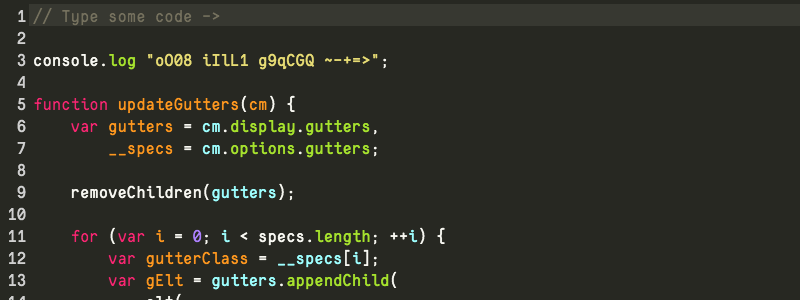 1 // Type some code ->
2
3 console.log "oO08 iIlL1 g9qCGQ ~-+=>";
4
5 function updateGutters(cm) {
6     var gutters = cm.display.gutters,
7         __specs = cm.options.gutters;
8
9     removeChildren(gutters);
10
11     for (var i = 0; i < specs.length; ++i) {
12         var gutterClass = __specs[i];
13         var gElt = gutters.appendChild(